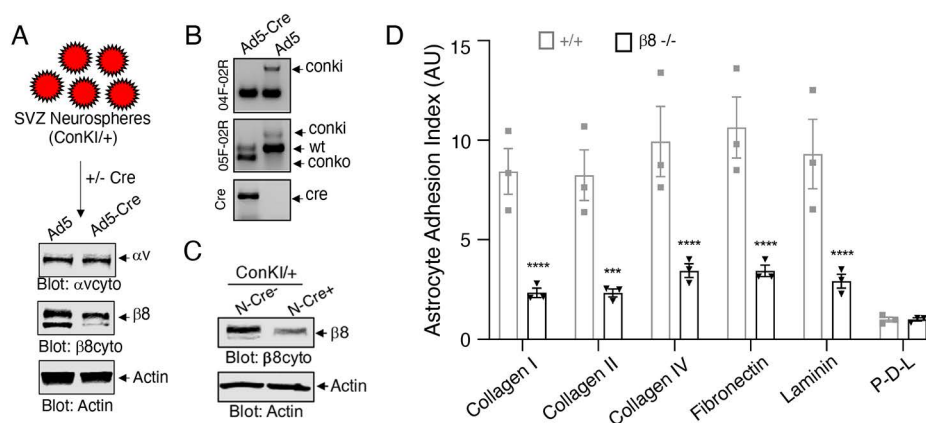 A
SVZ Neurospheres
(ConKI/+)
+/- Cre
Ad5
Ad5-Cre
αv
Blot: αvcyto
β8
Blot: β8cyto
Actin
Blot: Actin
B
Ad5-Cre
Ad5
04F-02R
conki
05F-02R
conki
wt
conko
Cre
cre
C
ConKI/+
N-Cre-
N-Cre+
β8
Blot: β8cyto
Actin
Blot: Actin
D
+/+
β8 -/-
Astrocyte Adhesion Index (AU)
15
10
5
0
****
***
****
****
****
Collagen I
Collagen II
Collagen IV
Fibronectin
Laminin
P-D-L